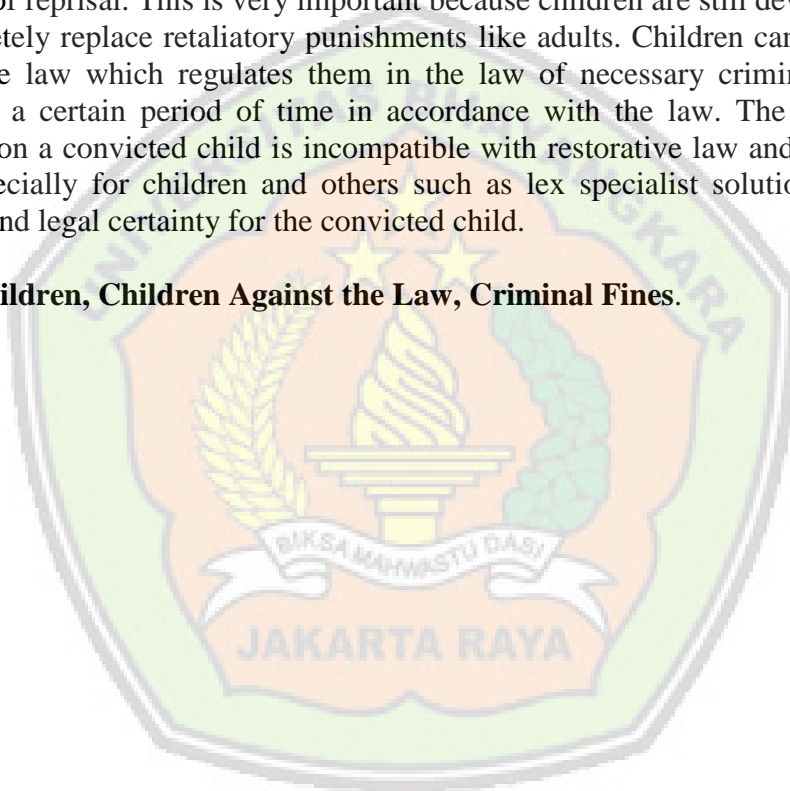 of reprisal. This is very important because children are still dev
etely replace retaliatory punishments like adults. Children can
e law which regulates them in the law of necessary crimin
a certain period of time in accordance with the law. The
on a convicted child is incompatible with restorative law and
ecially for children and others such as lex specialist solutio
nd legal certainty for the convicted child.
ildren, Children Against the Law, Criminal Fines.
UNIVERSITAS BHAYANGKARA
BIKSA MAHWASTU DASI
JAKARTA RAYA